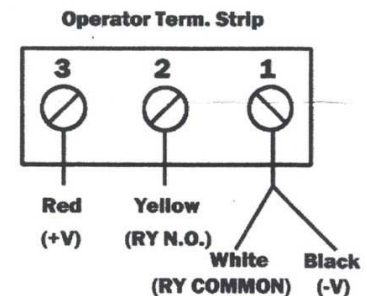 Operator Term. Strip
3 2 1
Red Yellow
(+V) (RY N.O.)
White Black
(RY COMMON) (-V)